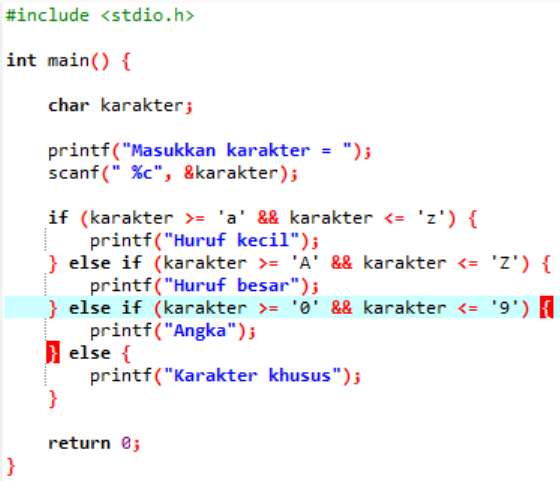 #include <stdio.h>
int main() {
char karakter;
printf("Masukkan karakter = ");
scanf(" %c", &karakter);
if (karakter >= 'a' && karakter <= 'z') {
printf("Huruf kecil");
} else if (karakter >= 'A' && karakter <= 'Z') {
printf("Huruf besar");
} else if (karakter >= '0' && karakter <= '9') {
printf("Angka");
} else {
printf("Karakter khusus");
}
return 0;
}